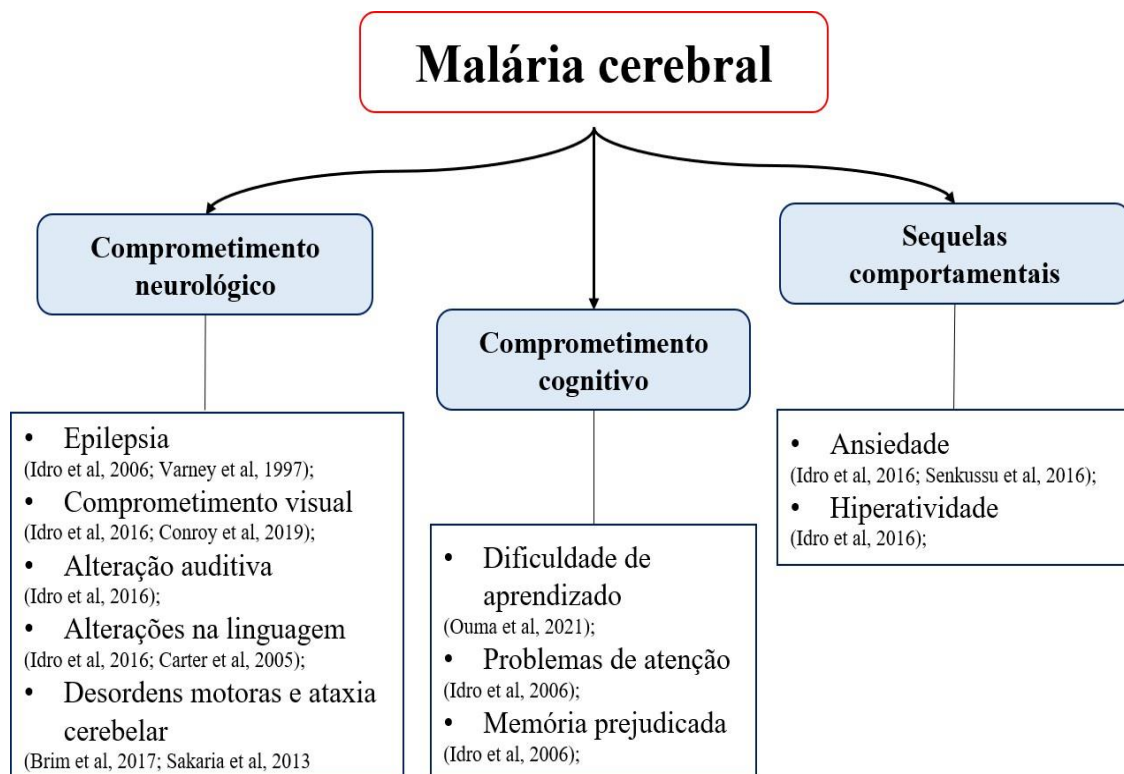 Malária cerebral
Comprometimento
neurológico
• Epilepsia
(Idro et al, 2006; Varney et al, 1997);
• Comprometimento visual
(Idro et al, 2016; Conroy et al, 2019);
• Alteração auditiva
(Idro et al, 2016);
• Alterações na linguagem
(Idro et al, 2016; Carter et al, 2005);
• Desordens motoras e ataxia
cerebelar
(Brim et al, 2017; Sakaria et al, 2013
Comprometimento
cognitivo
• Dificuldade de
aprendizado
(Ouma et al, 2021);
• Problemas de atenção
(Idro et al, 2006);
• Memória prejudicada
(Idro et al, 2006);
Sequelas
comportamentais
• Ansiedade
(Idro et al, 2016; Senkussu et al, 2016);
• Hiperatividade
(Idro et al, 2016);